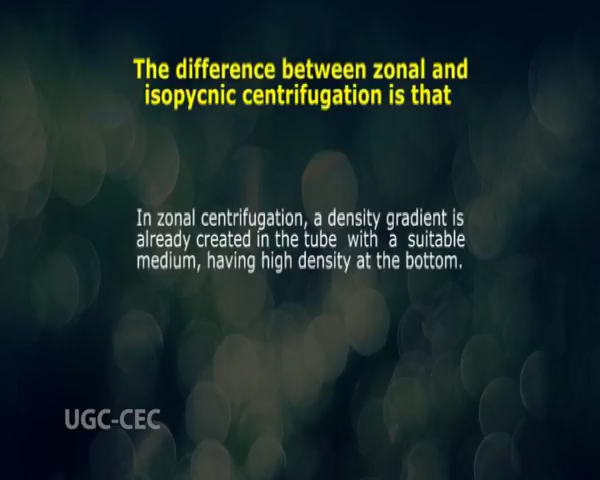 The difference between zonal and
isopycnic centrifugation is that
In zonal centrifugation, a density gradient is
already created in the tube with a suitable
medium, having high density at the bottom.
UGC-CEC